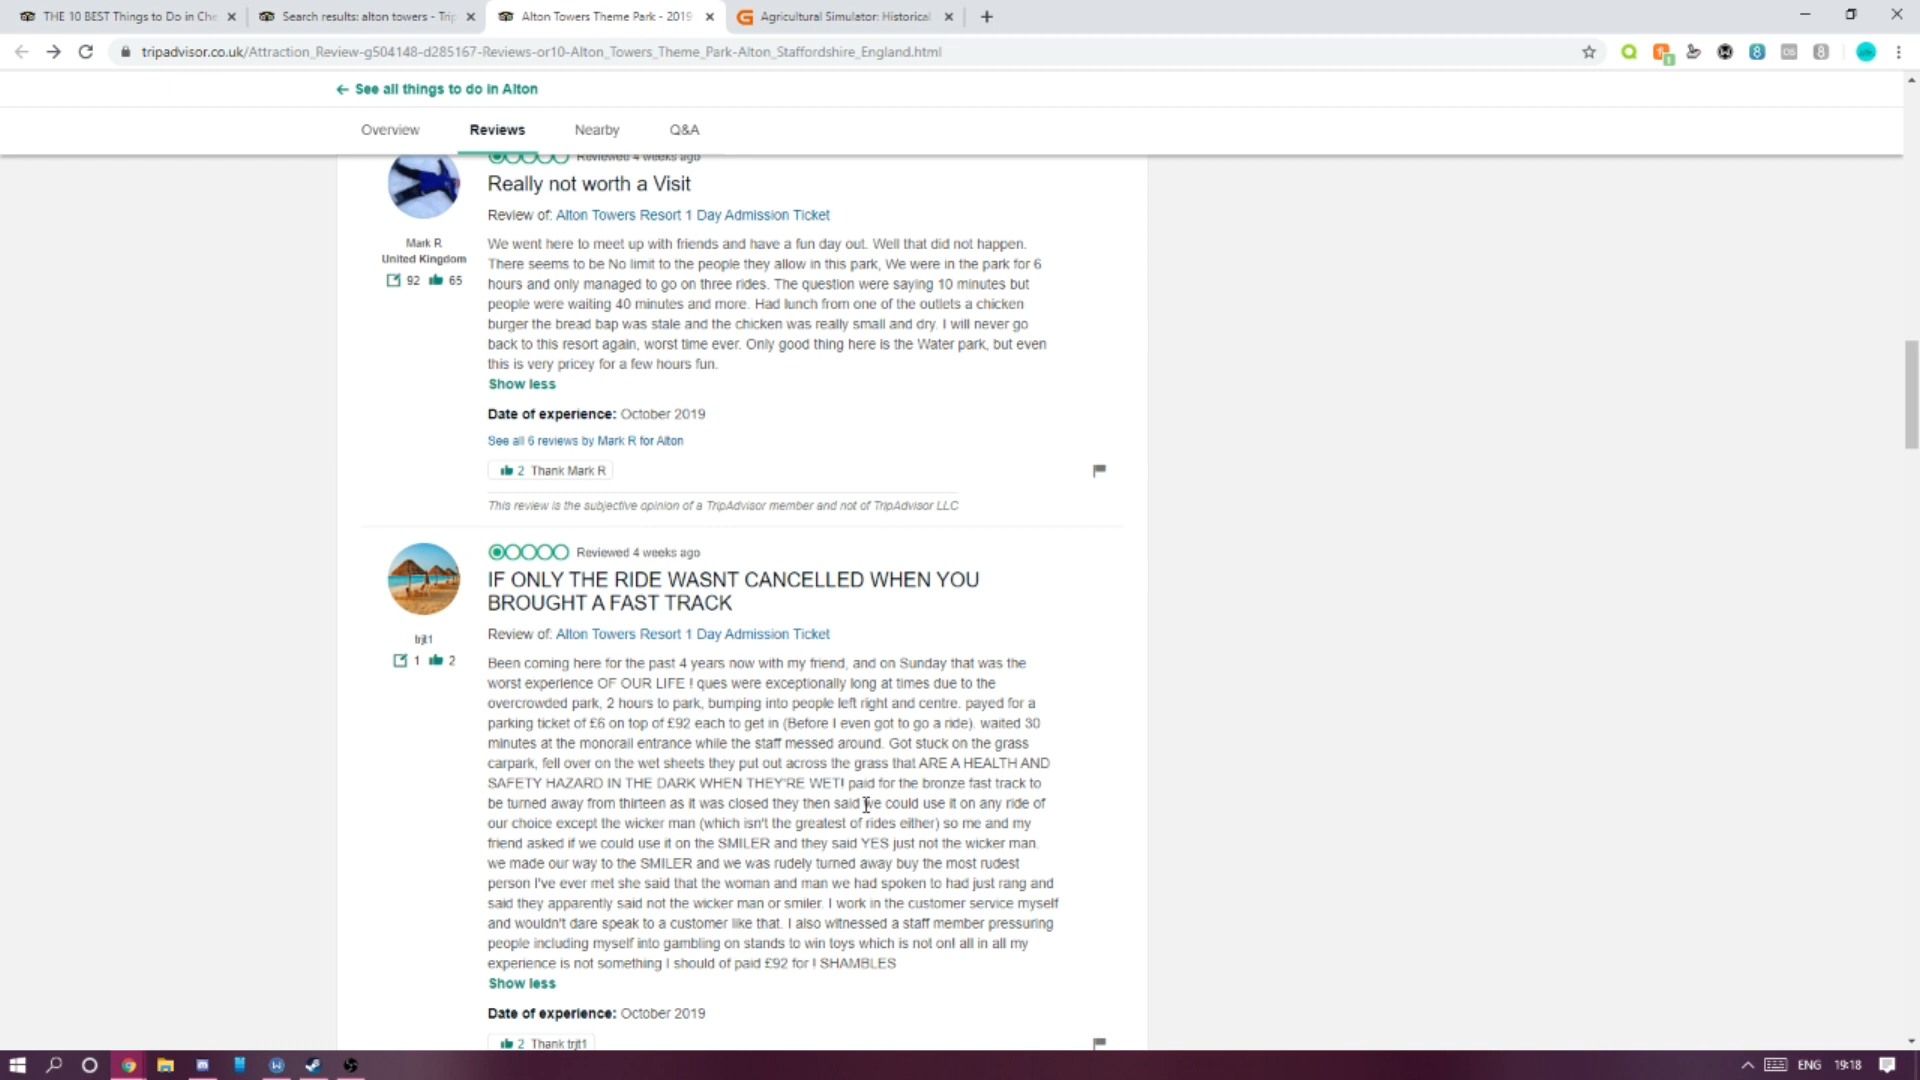 THE 10 BEST Things to Do in Che
Search results: alton towers - Trip
Alton Towers Theme Park - 2019
Agricultural Simulator: Historical
tripadvisor.co.uk/Attraction_Review-g504148-d285167-Reviews-or10-Alton_Towers_Theme_Park-Alton_Staffordshire_England.html
← See all things to do in Alton
Overview
Reviews
Nearby
Q&A
Reviewed 4 weeks ago
Really not worth a Visit
Review of: Alton Towers Resort 1 Day Admission Ticket
Mark R
United Kingdom
92 65
We went here to meet up with friends and have a fun day out. Well that did not happen.
There seems to be No limit to the people they allow in this park, We were in the park for 6
hours and only managed to go on three rides. The question were saying 10 minutes but
people were waiting 40 minutes and more. Had lunch from one of the outlets a chicken
burger the bread bap was stale and the chicken was really small and dry. I will never go
back to this resort again, worst time ever. Only good thing here is the Water park, but even
this is very pricey for a few hours fun.
Show less
Date of experience: October 2019
See all 6 reviews by Mark R for Alton
2 Thank Mark R
This review is the subjective opinion of a TripAdvisor member and not of TripAdvisor LLC
Reviewed 4 weeks ago
IF ONLY THE RIDE WASNT CANCELLED WHEN YOU
BROUGHT A FAST TRACK
Review of: Alton Towers Resort 1 Day Admission Ticket
trjt1
1 2
Been coming here for the past 4 years now with my friend, and on Sunday that was the
worst experience OF OUR LIFE ! ques were exceptionally long at times due to the
overcrowded park, 2 hours to park, bumping into people left right and centre. payed for a
parking ticket of £6 on top of £92 each to get in (Before I even got to go a ride). waited 30
minutes at the monorail entrance while the staff messed around. Got stuck on the grass
carpark, fell over on the wet sheets they put out across the grass that ARE A HEALTH AND
SAFETY HAZARD IN THE DARK WHEN THEY'RE WET! paid for the bronze fast track to
be turned away from thirteen as it was closed they then said we could use it on any ride of
our choice except the wicker man (which isn't the greatest of rides either) so me and my
friend asked if we could use it on the SMILER and they said YES just not the wicker man.
we made our way to the SMILER and we was rudely turned away buy the most rudest
person I've ever met she said that the woman and man we had spoken to had just rang and
said they apparently said not the wicker man or smiler. I work in the customer service myself
and wouldn't dare speak to a customer like that. I also witnessed a staff member pressuring
people including myself into gambling on stands to win toys which is not on! all in all my
experience is not something I should of paid £92 for ! SHAMBLES
Show less
Date of experience: October 2019
2 Thank trjt1
ENG 19:18